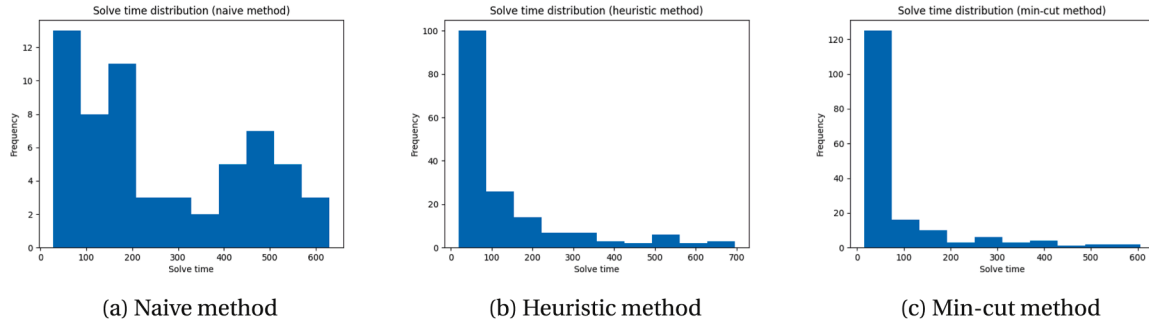 Solve time distribution (naive method)
12
10
8
6
4
2
0
Frequency
0 100 200 300 400 500 600
Solve time
(a) Naive method
Solve time distribution (heuristic method)
100
80
60
40
20
0
Frequency
0 100 200 300 400 500 600 700
Solve time
(b) Heuristic method
Solve time distribution (min-cut method)
120
100
80
60
40
20
0
Frequency
0 100 200 300 400 500 600
Solve time
(c) Min-cut method